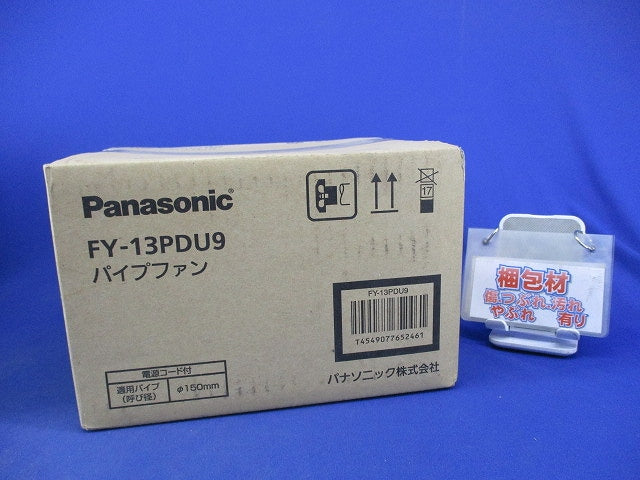 Panasonic
FY-13PDU9
パイプファン
17
FY-13PDU9
T4549077652461
電源コード付
適用パイプ
(呼び径)
φ150mm
パナソニック株式会社
梱包材
傷つぶれ汚れ
やぶれ 有り